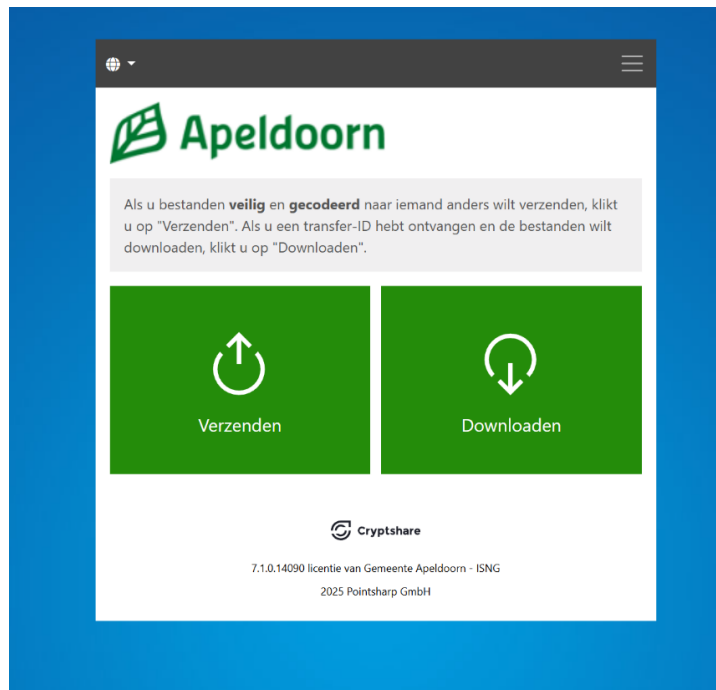 Apeldoorn
Als u bestanden veilig en gecodeerd naar iemand anders wilt verzenden, klikt
u op "Verzenden". Als u een transfer-ID hebt ontvangen en de bestanden wilt
downloaden, klikt u op "Downloaden".
Verzenden
Downloaden
Cryptshare
7.1.0.14090 licentie van Gemeente Apeldoorn - ISNG
2025 Pointsharp GmbH